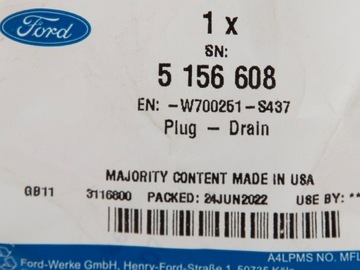 Ford
1 x
SN:
5 156 608
EN: -W700251-S437
Plug - Drain
MAJORITY CONTENT MADE IN USA
GB11 3116800 PACKED: 24JUN2022 USE BY: **
A4LPMS NO. MFL
Ford-Werke GmbH, Henry-Ford-Straße 1, 50735